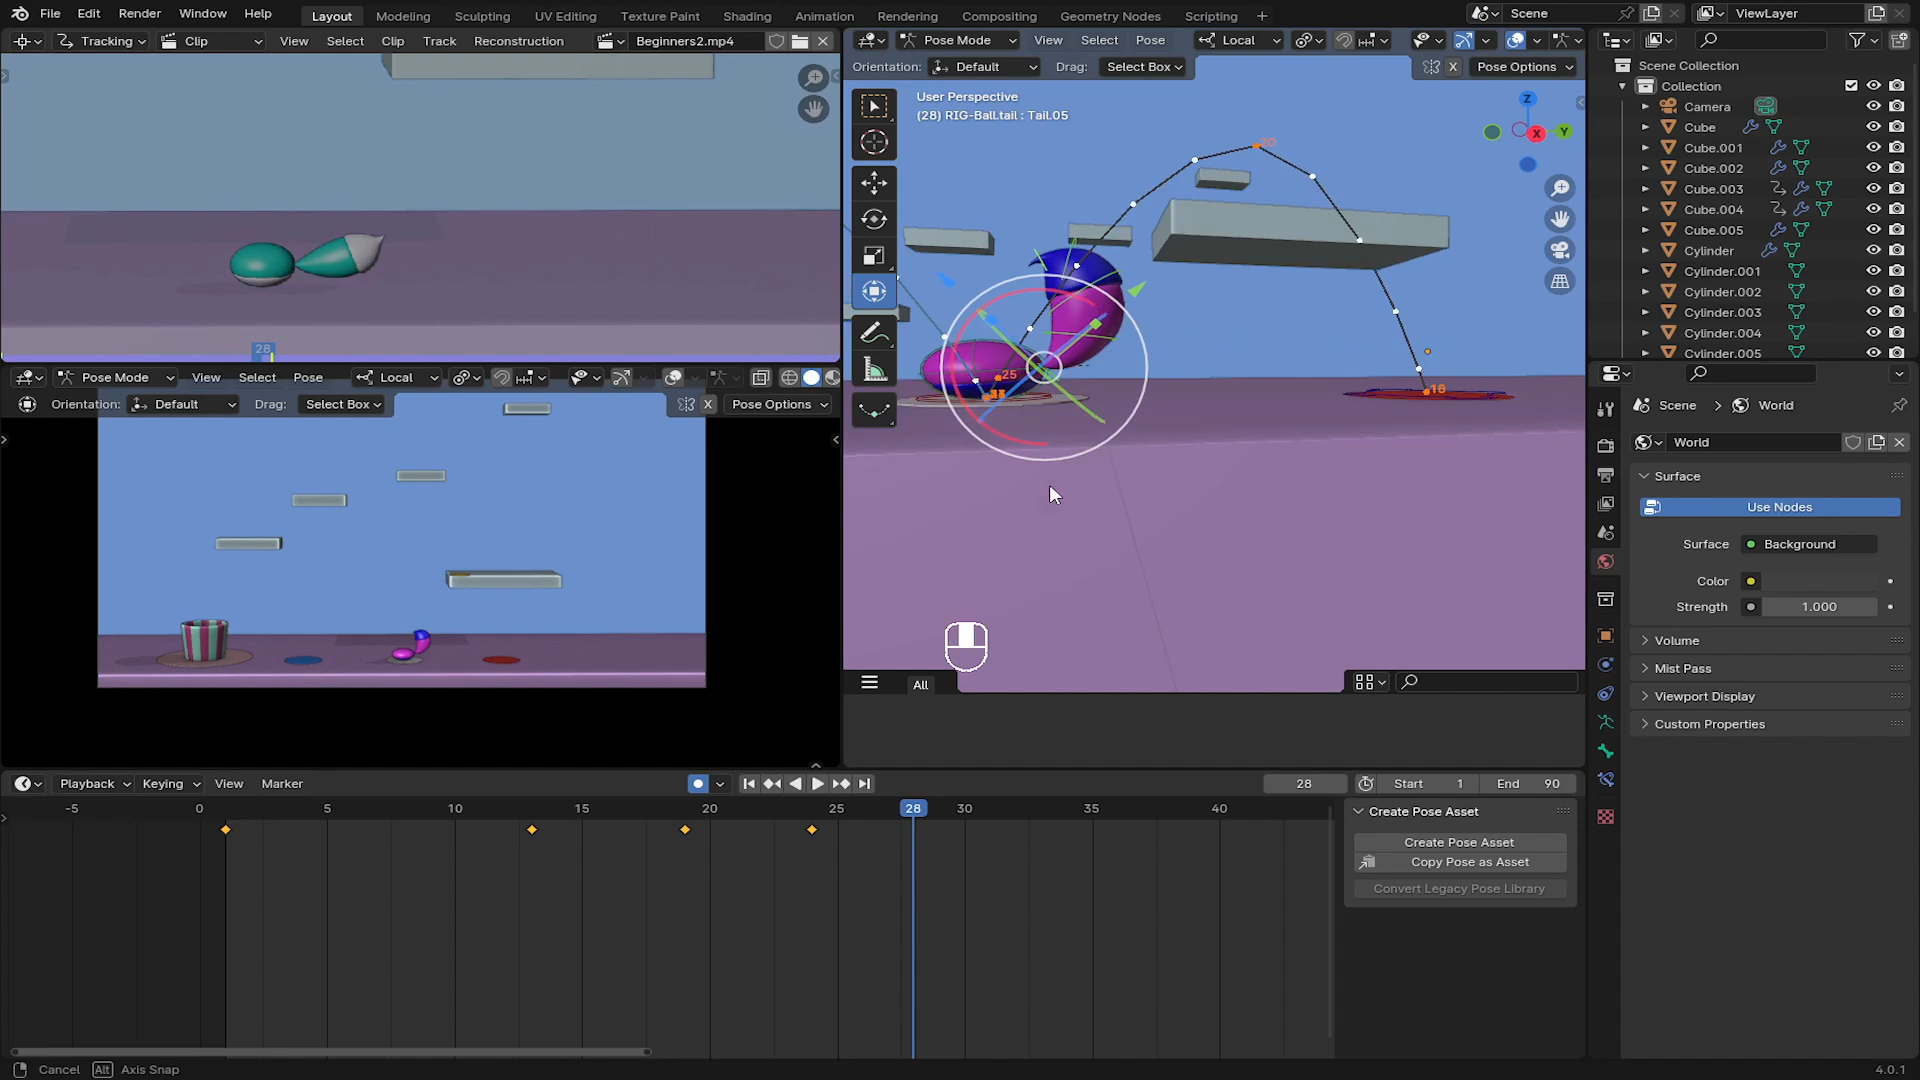 File Edit Render Window Help Layout Modeling Sculpting UV Editing Texture Paint Shading Animation Rendering Compositing Geometry Nodes Scripting + Scene ViewLayer
Tracking Clip View Select Clip Track Reconstruction Beginners2.mp4
28
Pose Mode View Select Pose Local
Orientation: Default Drag: Select Box X Pose Options
User Perspective
(28) RIG-Ball.tail : Tail.05
Z
X
Y
20
25
16
All
Pose Mode View Select Pose Local
Orientation: Default Drag: Select Box X Pose Options
Scene Collection
Collection
Camera
Cube
Cube.001
Cube.002
Cube.003
Cube.004
Cube.005
Cylinder
Cylinder.001
Cylinder.002
Cylinder.003
Cylinder.004
Cylinder.005
Scene > World
World
Surface
Use Nodes
Surface Background
Color
Strength 1.000
Volume
Mist Pass
Viewport Display
Custom Properties
Playback Keying View Marker 28 Start 1 End 90
-5 0 5 10 15 20 25 28 30 35 40
Create Pose Asset
Create Pose Asset
Copy Pose as Asset
Convert Legacy Pose Library
Cancel Alt Axis Snap 4.0.1